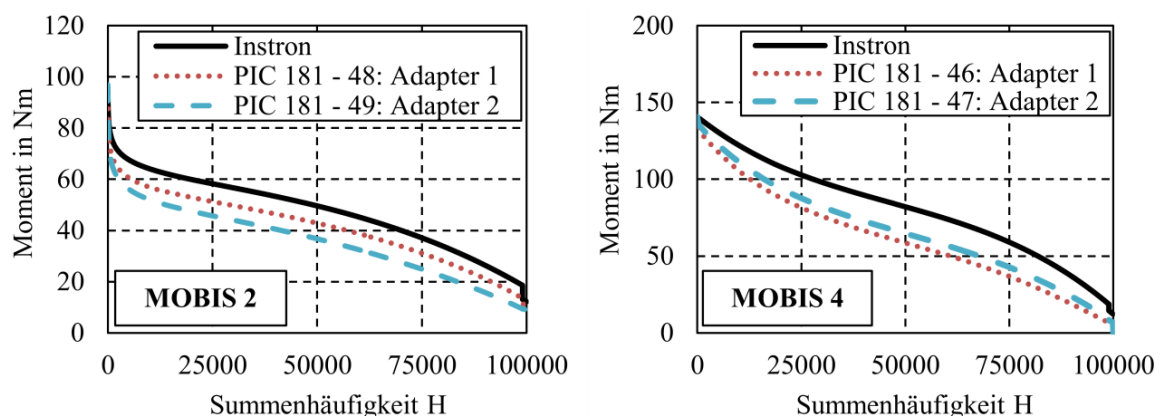 120
100
80
60
40
20
0
Moment in Nm
Instron
PIC 181 - 48: Adapter 1
PIC 181 - 49: Adapter 2
MOBIS 2
0 25000 50000 75000 100000
Summenhäufigkeit H
200
150
100
50
0
Moment in Nm
Instron
PIC 181 - 46: Adapter 1
PIC 181 - 47: Adapter 2
MOBIS 4
0 25000 50000 75000 100000
Summenhäufigkeit H